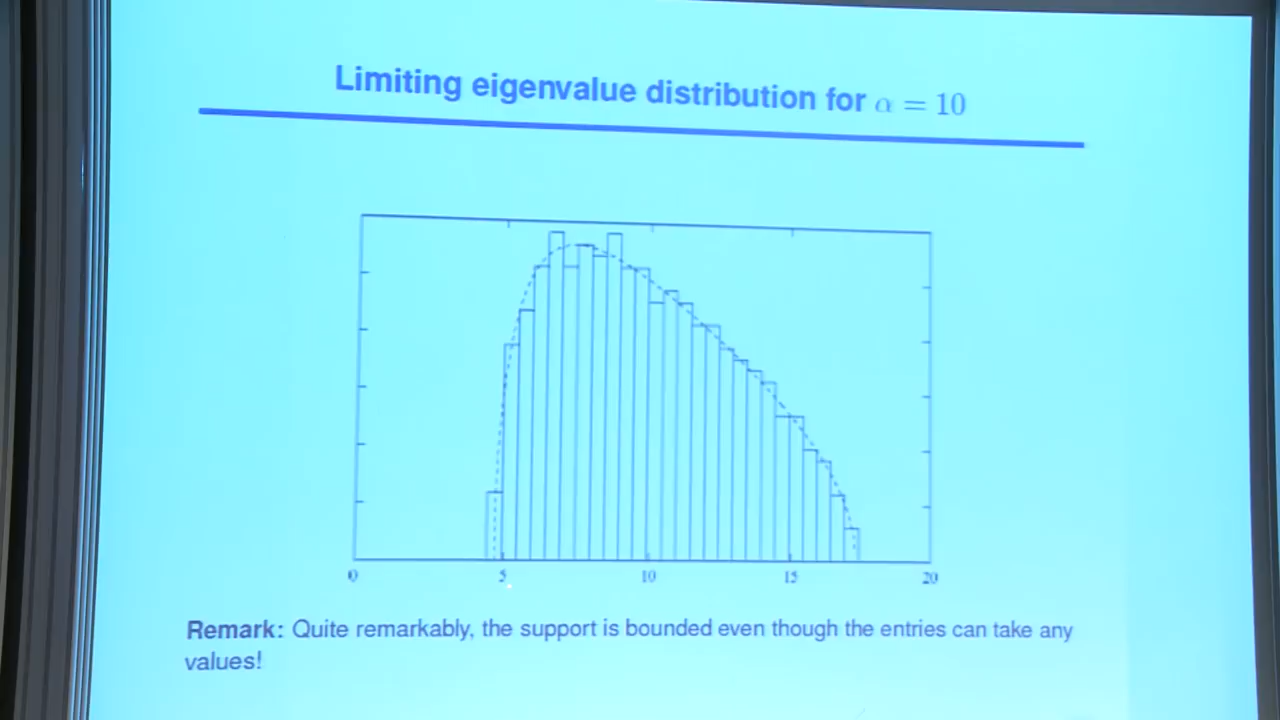 Limiting eigenvalue distribution for α = 10
0 5 10 15 20
Remark: Quite remarkably, the support is bounded even though the entries can take any
values!